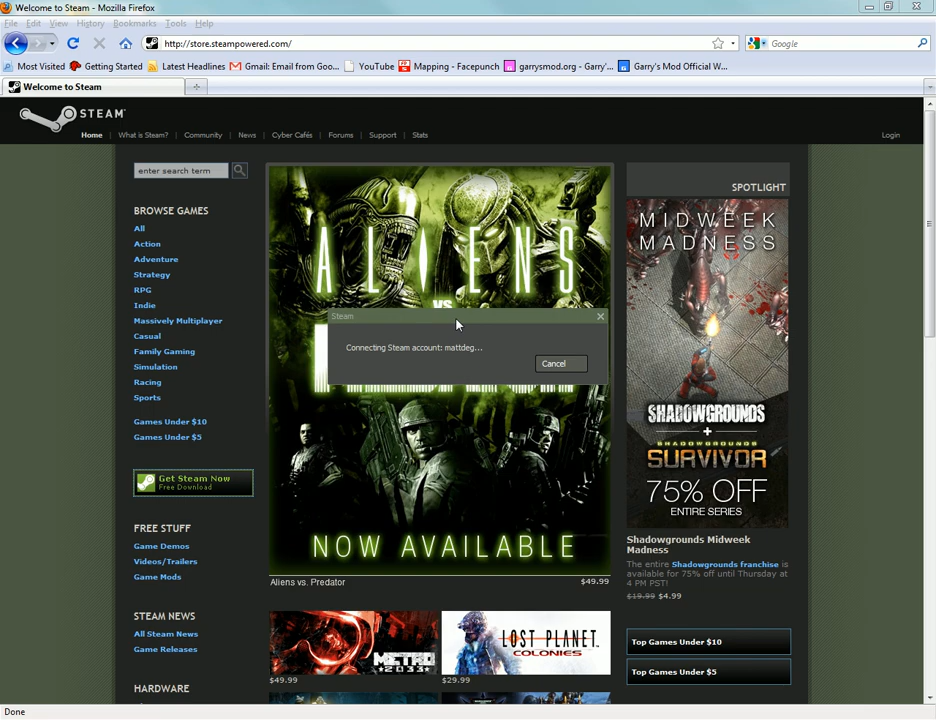 Welcome to Steam - Mozilla Firefox
File Edit View History Bookmarks Tools Help
http://store.steampowered.com/
Google
Most Visited Getting Started Latest Headlines Gmail: Email from Goo... YouTube Mapping - Facepunch garrysmod.org - Garry'... Garry's Mod Official W...
Welcome to Steam
STEAM
Home | What is Steam? | Community | News | Cyber Cafés | Forums | Support | Stats
Login
enter search term
BROWSE GAMES
All
Action
Adventure
Strategy
RPG
Indie
Massively Multiplayer
Casual
Family Gaming
Simulation
Racing
Sports
Games Under $10
Games Under $5
Get Steam Now
Free Download
FREE STUFF
Game Demos
Videos/Trailers
Game Mods
STEAM NEWS
All Steam News
Game Releases
HARDWARE
ALIENS
VS
Steam
Connecting Steam account: mattdeg...
Cancel
NOW AVAILABLE
Aliens vs. Predator
$49.99
METRO
2033
$49.99
LOST PLANET
COLONIES
$29.99
SPOTLIGHT
MIDWEEK
MADNESS
SHADOWGROUNDS
+
SHADOWGROUNDS
SURVIVOR
75% OFF
ENTIRE SERIES
Shadowgrounds Midweek
Madness
The entire Shadowgrounds franchise is
available for 75% off until Thursday at
4 PM PST!
$19.99 $4.99
Top Games Under $10
Top Games Under $5
Done